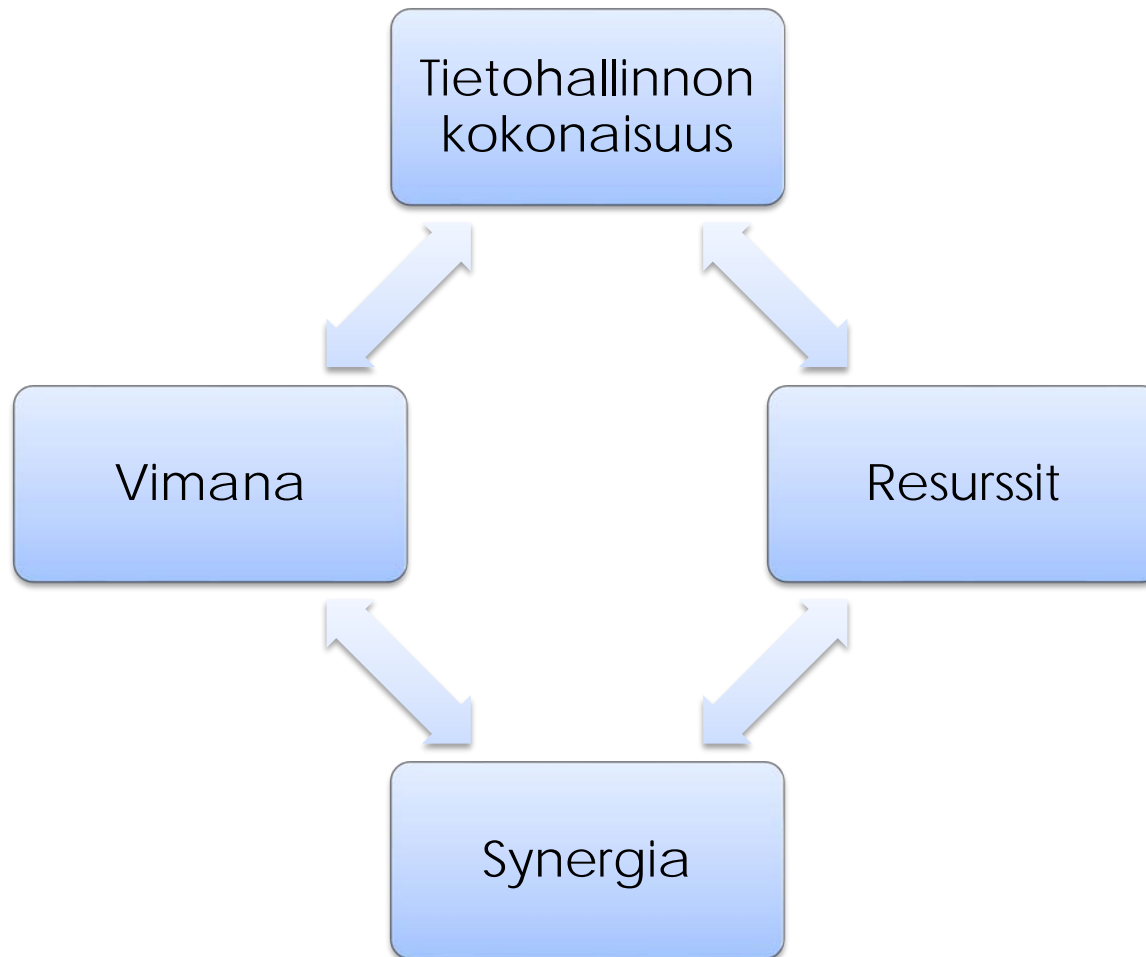 Tietohallinnon
kokonaisuus
Vimana
Resurssit
Synergia